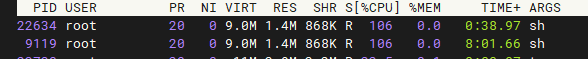 PID USER PR NI VIRT RES SHR S[%CPU] %MEM TIME+ ARGS
22634 root 20 0 9.0M 1.4M 868K R 106 0.0 0:38.97 sh
9119 root 20 0 9.0M 1.4M 868K R 106 0.0 8:01.66 sh